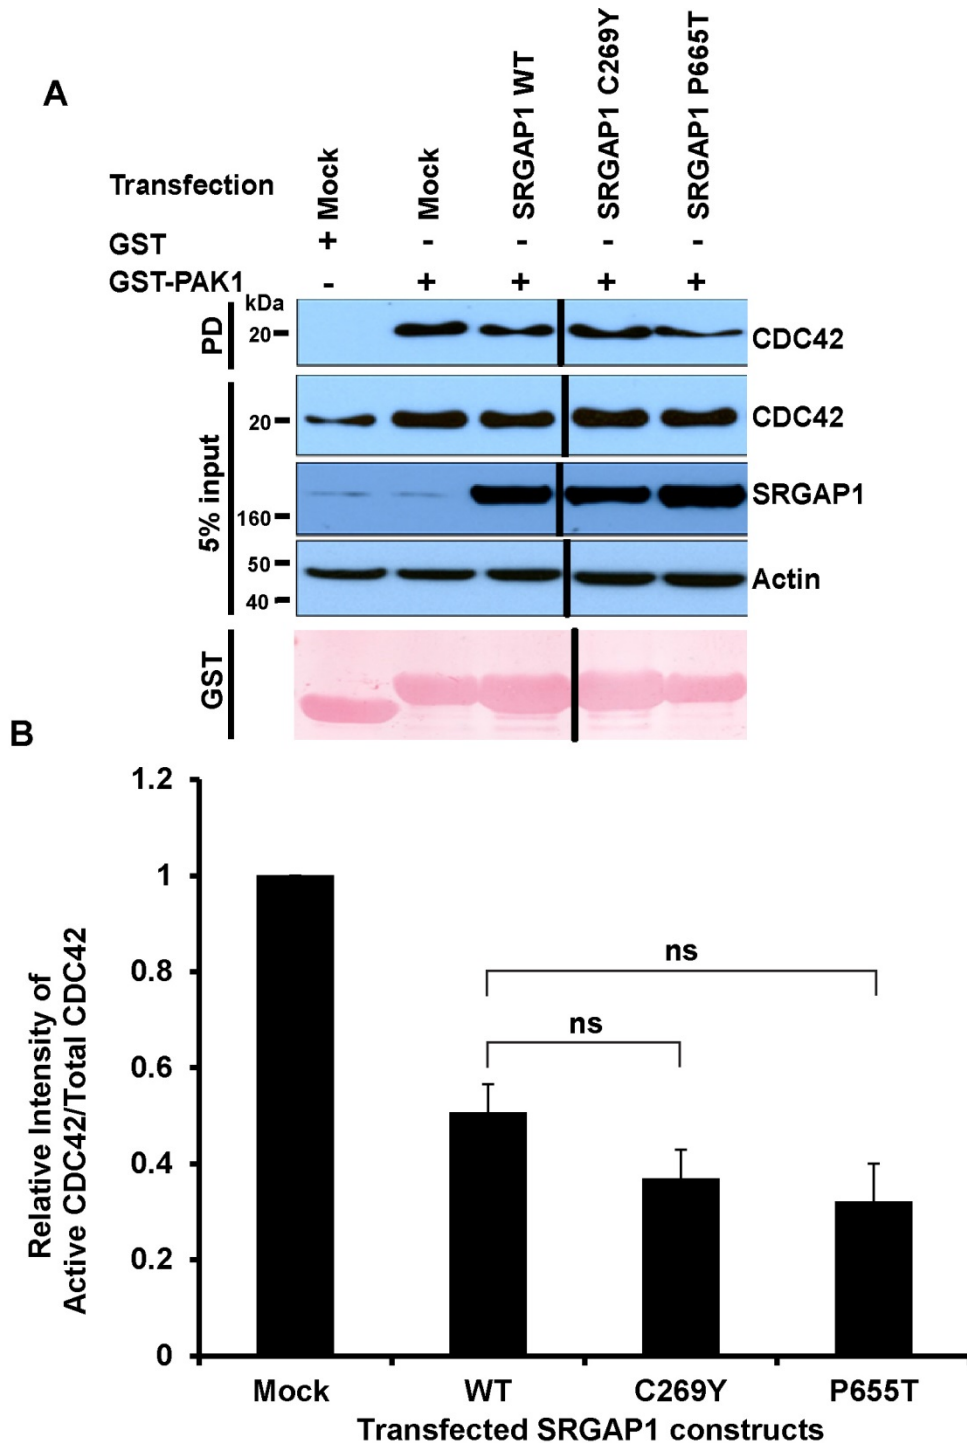 A
Transfection
Mock
Mock
SRGAP1 WT
SRGAP1 C269Y
SRGAP1 P665T
GST + - - - -
GST-PAK1 - + + + +
kDa
PD
20
CDC42
5% input
20
CDC42
160
SRGAP1
50
40
Actin
GST
B
Relative Intensity of
Active CDC42/Total CDC42
1.2
1
0.8
0.6
0.4
0.2
0
ns
ns
Mock WT C269Y P655T
Transfected SRGAP1 constructs